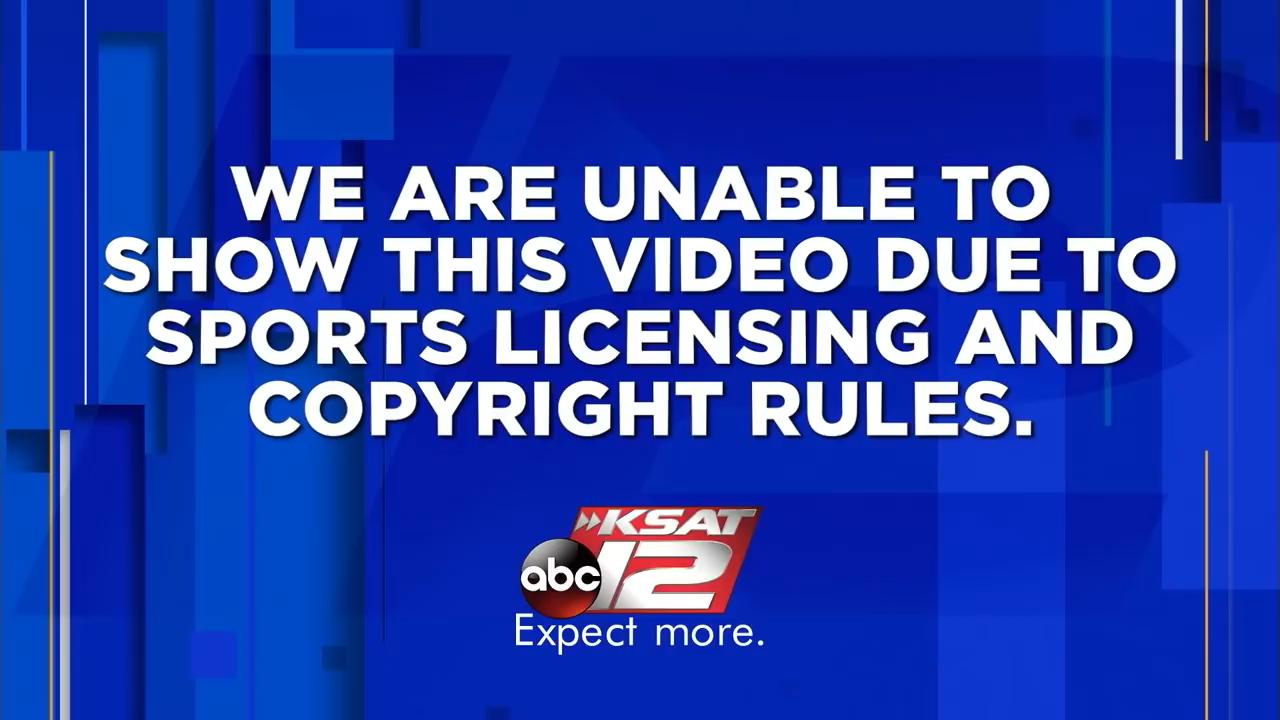 WE ARE UNABLE TO
SHOW THIS VIDEO DUE TO
SPORTS LICENSING AND
COPYRIGHT RULES.
KSAT
abc 12
Expect more.